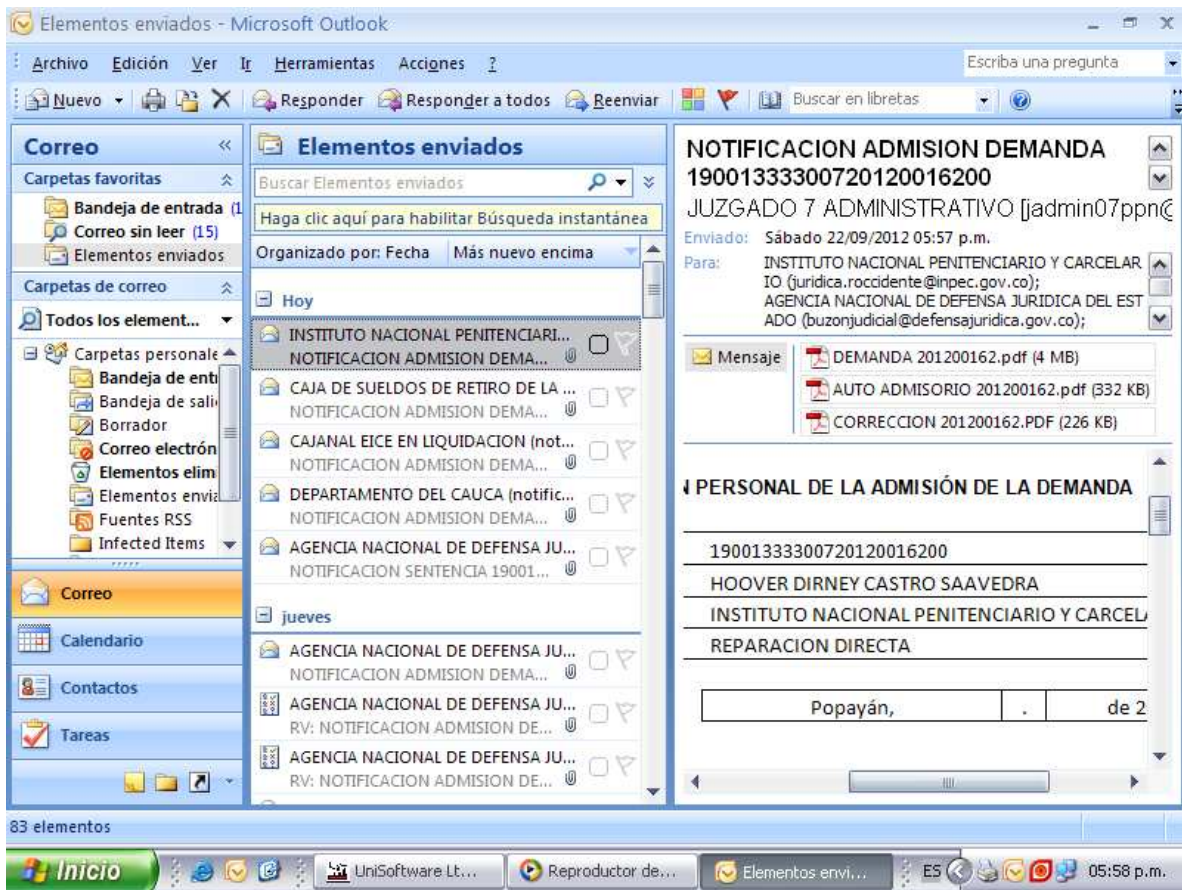 Elementos enviados - Microsoft Outlook
Archivo Edición Ver Ir Herramientas Acciones ?
Escriba una pregunta
Nuevo Responder Responder a todos Reenviar Buscar en libretas
Correo «
Carpetas favoritas
Bandeja de entrada (1
Correo sin leer (15)
Elementos enviados
Carpetas de correo
Todos los element...
Carpetas personale
Bandeja de ent
Bandeja de sali
Borrador
Correo electrón
Elementos elim
Elementos envia
Fuentes RSS
Infected Items
Correo
Calendario
Contactos
Tareas
Elementos enviados
Buscar Elementos enviados
Haga clic aquí para habilitar Búsqueda instantánea
Organizado por: Fecha Más nuevo encima
Hoy
INSTITUTO NACIONAL PENITENCIARI...
NOTIFICACION ADMISION DEMA...
CAJA DE SUELDOS DE RETIRO DE LA ...
NOTIFICACION ADMISION DEMA...
CAJANAL EICE EN LIQUIDACION (not...
NOTIFICACION ADMISION DEMA...
DEPARTAMENTO DEL CAUCA (notific...
NOTIFICACION ADMISION DEMA...
AGENCIA NACIONAL DE DEFENSA JU...
NOTIFICACION SENTENCIA 19001...
jueves
AGENCIA NACIONAL DE DEFENSA JU...
NOTIFICACION ADMISION DEMA...
AGENCIA NACIONAL DE DEFENSA JU...
RV: NOTIFICACION ADMISION DE...
AGENCIA NACIONAL DE DEFENSA JU...
RV: NOTIFICACION ADMISION DE...
NOTIFICACION ADMISION DEMANDA
19001333300720120016200
JUZGADO 7 ADMINISTRATIVO [jadmin07ppn@
Enviado: Sábado 22/09/2012 05:57 p.m.
Para: INSTITUTO NACIONAL PENITENCIARIO Y CARCELAR
IO (juridica.roccidente@inpec.gov.co);
AGENCIA NACIONAL DE DEFENSA JURIDICA DEL EST
ADO (buzonjudicial@defensajuridica.gov.co);
Mensaje
DEMANDA 201200162.pdf (4 MB)
AUTO ADMISORIO 201200162.pdf (332 KB)
CORRECCION 201200162.PDF (226 KB)
N PERSONAL DE LA ADMISIÓN DE LA DEMANDA
19001333300720120016200
HOOVER DIRNEY CASTRO SAAVEDRA
INSTITUTO NACIONAL PENITENCIARIO Y CARCELA
REPARACION DIRECTA
Popayán, . de 2
83 elementos
Inicio UniSoftware Lt... Reproductor de... Elementos envi... ES 05:58 p.m.